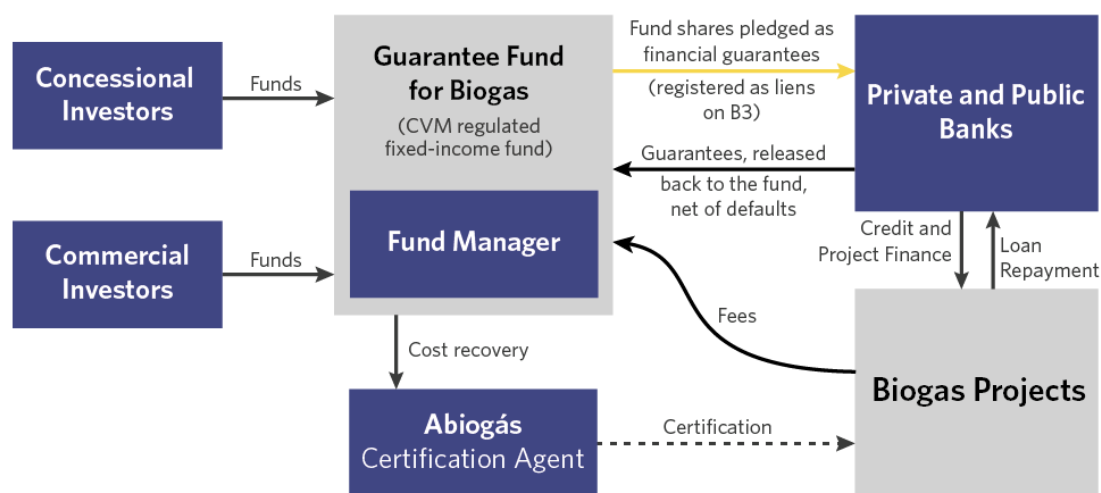 Concessional
Investors
Funds
Guarantee Fund
for Biogas
(CVM regulated
fixed-income fund)
Fund shares pledged as
financial guarantees
(registered as liens
on B3)
Private and Public
Banks
Guarantees, released
back to the fund,
net of defaults
Commercial
Investors
Funds
Fund Manager
Credit and
Project Finance
Loan
Repayment
Fees
Cost recovery
Biogas Projects
Abiogás
Certification Agent
Certification